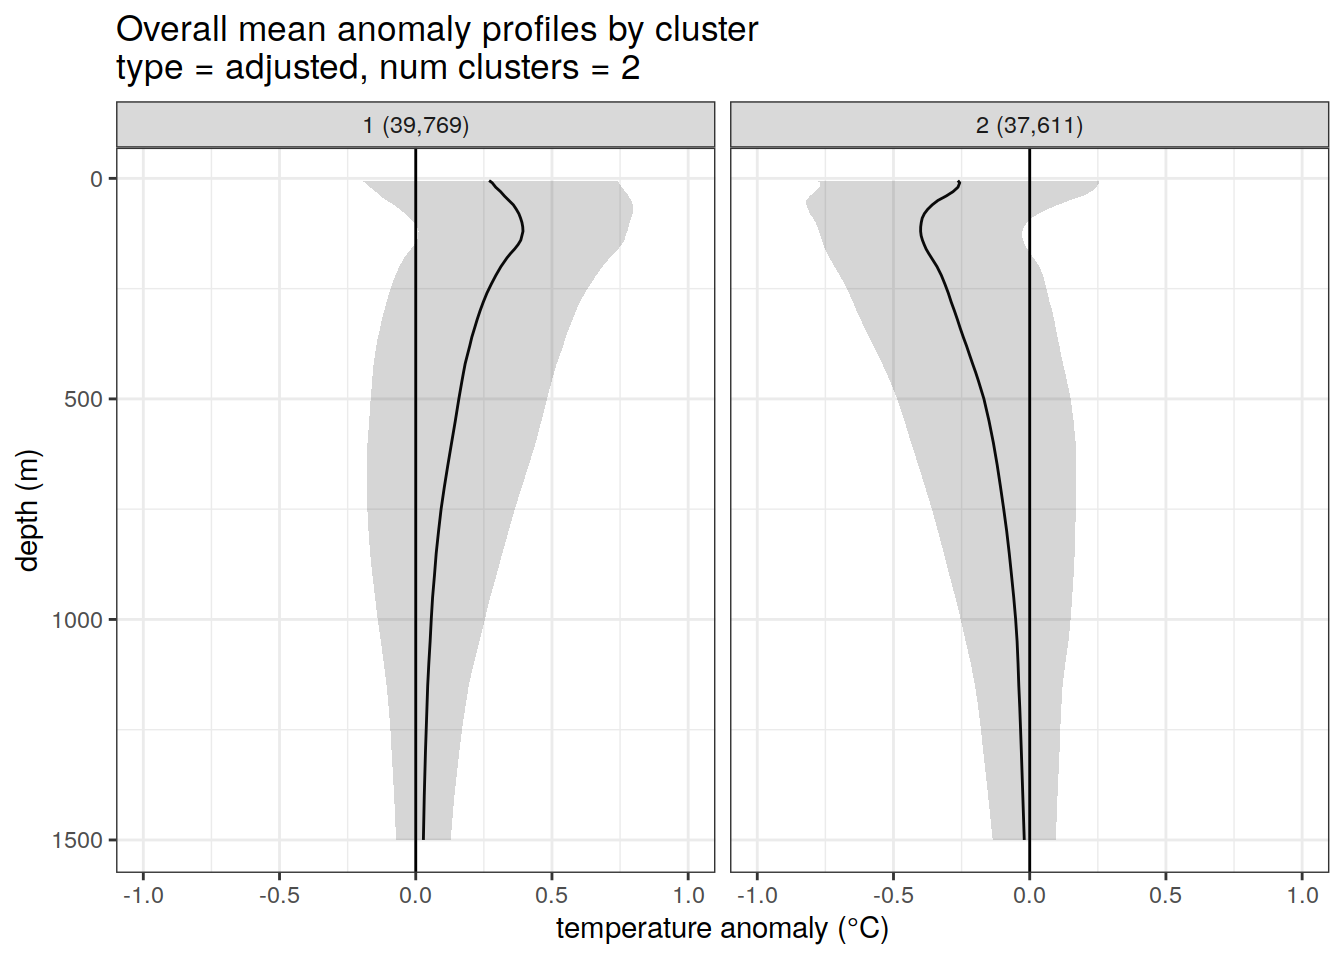 Overall mean anomaly profiles by cluster
type = adjusted, num clusters = 2
1 (39,769)
2 (37,611)
0
500
1000
1500
depth (m)
-1.0 -0.5 0.0 0.5 1.0
-1.0 -0.5 0.0 0.5 1.0
temperature anomaly (°C)